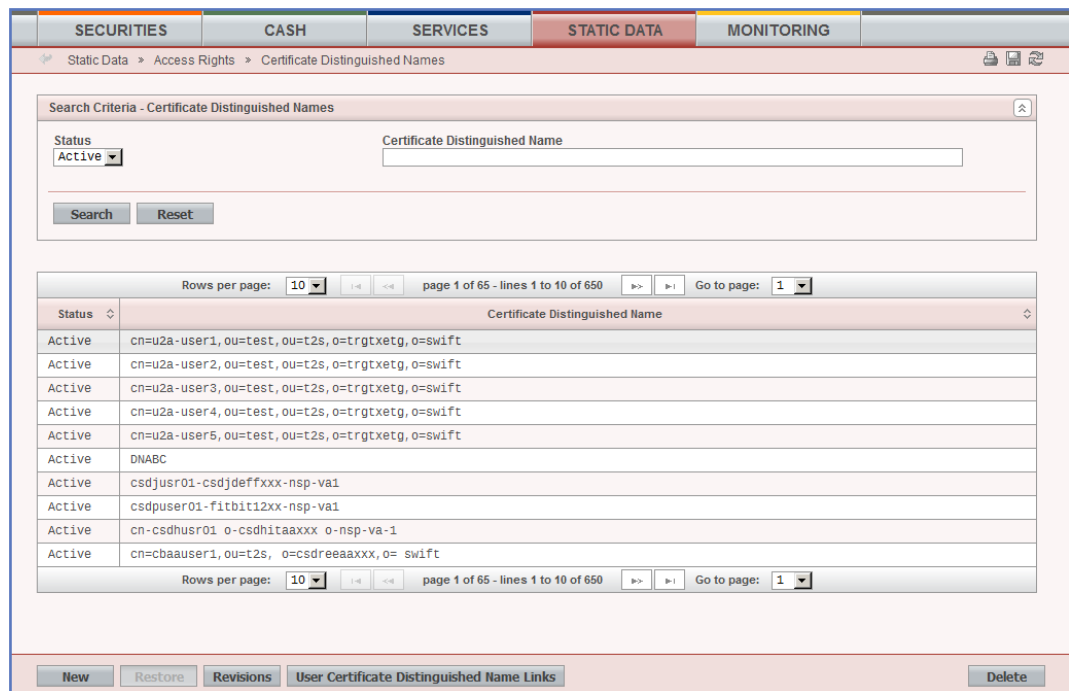 SECURITIES CASH SERVICES STATIC DATA MONITORING
Static Data » Access Rights » Certificate Distinguished Names
Search Criteria - Certificate Distinguished Names
Status Certificate Distinguished Name
Active
Search Reset
Rows per page: 10 page 1 of 65 - lines 1 to 10 of 650 Go to page: 1
Status Certificate Distinguished Name
Active cn=u2a-user1,ou=test,ou=t2s,o=trgtxetg,o=swift
Active cn=u2a-user2,ou=test,ou=t2s,o=trgtxetg,o=swift
Active cn=u2a-user3,ou=test,ou=t2s,o=trgtxetg,o=swift
Active cn=u2a-user4,ou=test,ou=t2s,o=trgtxetg,o=swift
Active cn=u2a-user5,ou=test,ou=t2s,o=trgtxetg,o=swift
Active DNABC
Active csdjusr01-csdjdeffxxx-nsp-va1
Active csdpuser01-fitbit12xx-nsp-va1
Active cn-csdhusr01 o-csdhitaaxxx o-nsp-va-1
Active cn=cbaauser1,ou=t2s, o=csdreeaaxxx,o= swift
Rows per page: 10 page 1 of 65 - lines 1 to 10 of 650 Go to page: 1
New Restore Revisions User Certificate Distinguished Name Links Delete